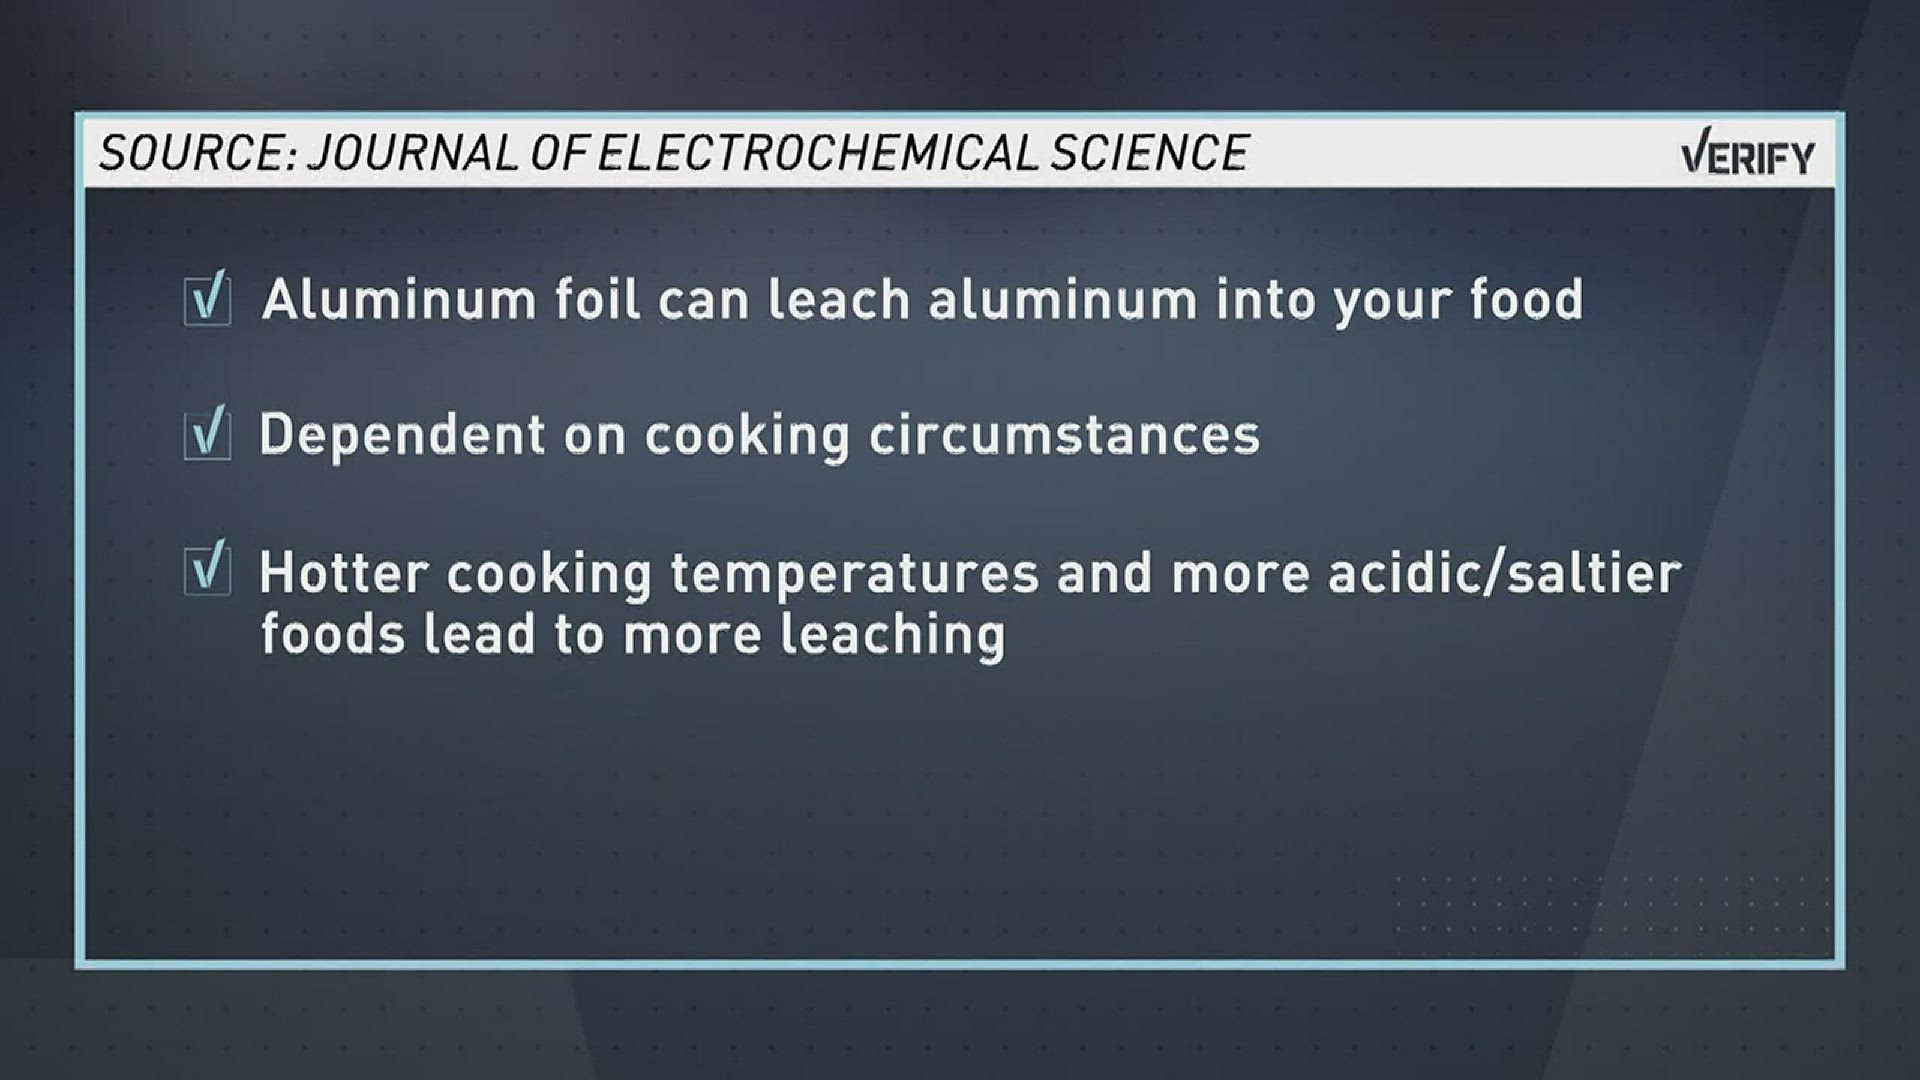 SOURCE: JOURNAL OF ELECTROCHEMICAL SCIENCE
VERIFY
Aluminum foil can leach aluminum into your food
Dependent on cooking circumstances
Hotter cooking temperatures and more acidic/saltier
foods lead to more leaching